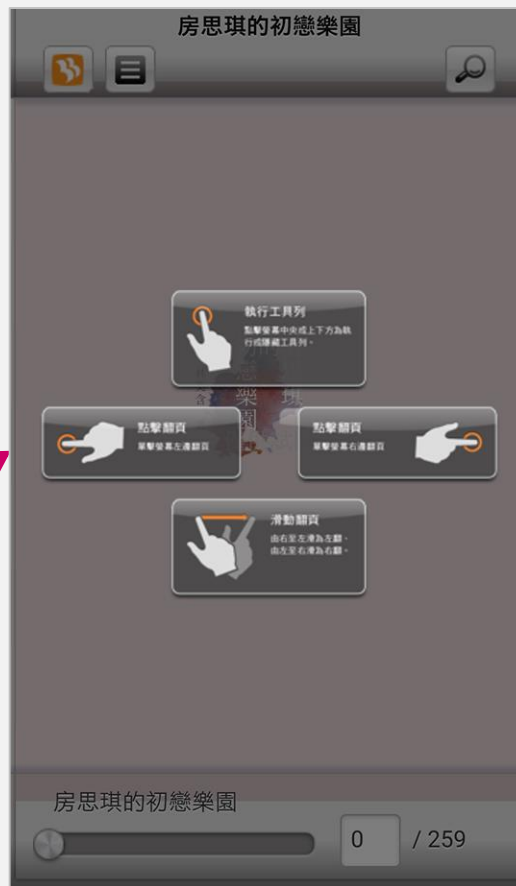 房思琪的初戀樂園
執行工具列
點擊螢幕中央或上下方為執
行或隱藏工具列。
點擊翻頁
單擊螢幕左邊翻頁
點擊翻頁
單擊螢幕右邊翻頁
滑動翻頁
由右至左滑為左翻。
由左至右滑為右翻。
房思琪的初戀樂園
0 / 259